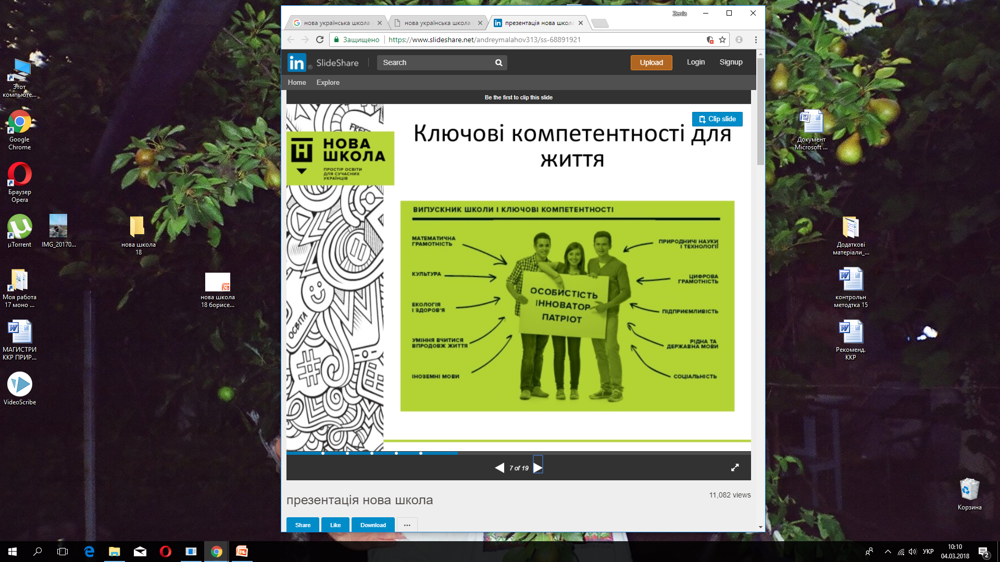 Zenia
нова українська школа
нова українська школа
презентація нова школа
Защищено
https://www.slideshare.net/andreymalahov313/ss-68891921
in SlideShare
Search
Upload
Login
Signup
Home
Explore
Be the first to clip this slide
Clip slide
FREE
НОВА
ШКОЛА
ПРОСТІР ОСВІТИ
ДЛЯ СУЧАСНИХ
УКРАЇНЦІВ
ОСВІТА
Ключові компетентності для
життя
ВИПУСКНИК ШКОЛИ І КЛЮЧОВІ КОМПЕТЕНТНОСТІ
МАТЕМАТИЧНА
ГРАМОТНІСТЬ
КУЛЬТУРА
ЕКОЛОГІЯ
І ЗДОРОВ'Я
УМІННЯ ВЧИТИСЯ
ВПРОДОВЖ ЖИТТЯ
ІНОЗЕМНІ МОВИ
ОСОБИСТІСТЬ
ІННОВАТОР
ПАТРІОТ
ПРИРОДНИЧІ НАУКИ
І ТЕХНОЛОГІЇ
ЦИФРОВА
ГРАМОТНІСТЬ
ПІДПРИЄМЛИВІСТЬ
РІДНА ТА
ДЕРЖАВНА МОВИ
СОЦІАЛЬНІСТЬ
7 of 19
презентація нова школа
11,082 views
Share
Like
Download
Этот
компьюте...
Google
Chrome
Браузер
Opera
µTorrent
IMG_20170...
нова школа
18
Моя работа
17 моно ...
нова школа
18 борисе...
МАГИСТРИ
ККР ПРИР...
VideoScribe
Документ
Microsoft ...
Додаткові
матеріали_...
контрольн
методтка 15
Рекоменд.
ККР
Корзина
УКР
10:10
04.03.2018
2